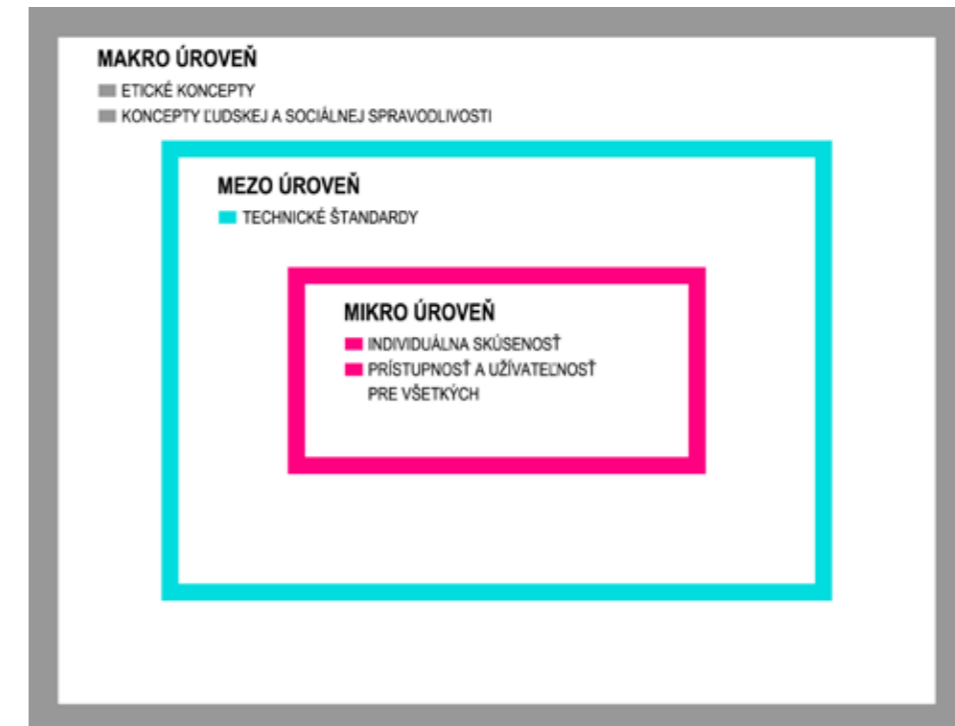 MAKRO ÚROVEŇ
ETICKÉ KONCEPTY
KONCEPTY ĽUDSKEJ A SOCIÁLNEJ SPRAVODLIVOSTI
MEZO ÚROVEŇ
TECHNICKÉ ŠTANDARDY
MIKRO ÚROVEŇ
INDIVIDUÁLNA SKÚSENOSŤ
PRÍSTUPNOSŤ A UŽÍVATEĽNOSŤ
PRE VŠETKÝCH